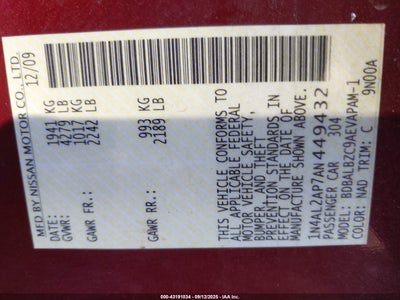 MFD BY NISSAN MOTOR CO., LTD.
12/09
1941 KG
GVWR: 4279 LB
1017 KG
GAWR FR.: 2242 LB
993 KG
GAWR RR.: 2189 LB
THIS VEHICLE CONFORMS TO
ALL APPLICABLE FEDERAL
MOTOR VEHICLE SAFETY,
BUMPER, AND THEFT
PREVENTION STANDARDS IN
EFFECT ON THE DATE OF
MANUFACTURE SHOWN ABOVE.
1N4AL2AP7AN449432
PASSENGER CAR 304
MODEL: BDBALBZC9AEVAPAM-1
COLOR: NAD TRIM: C 9N00A
000-43191034 - 09/12/2025 - IAA Inc.